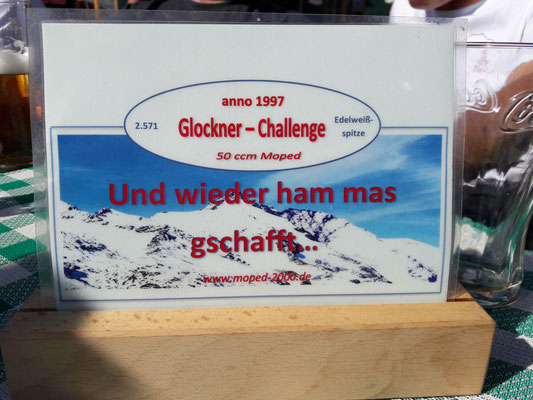 anno 1997
2.571
Glockner – Challenge
Edelweiß-
spitze
50 ccm Moped
Und wieder ham mas
gschafft...
www.moped-2000.de